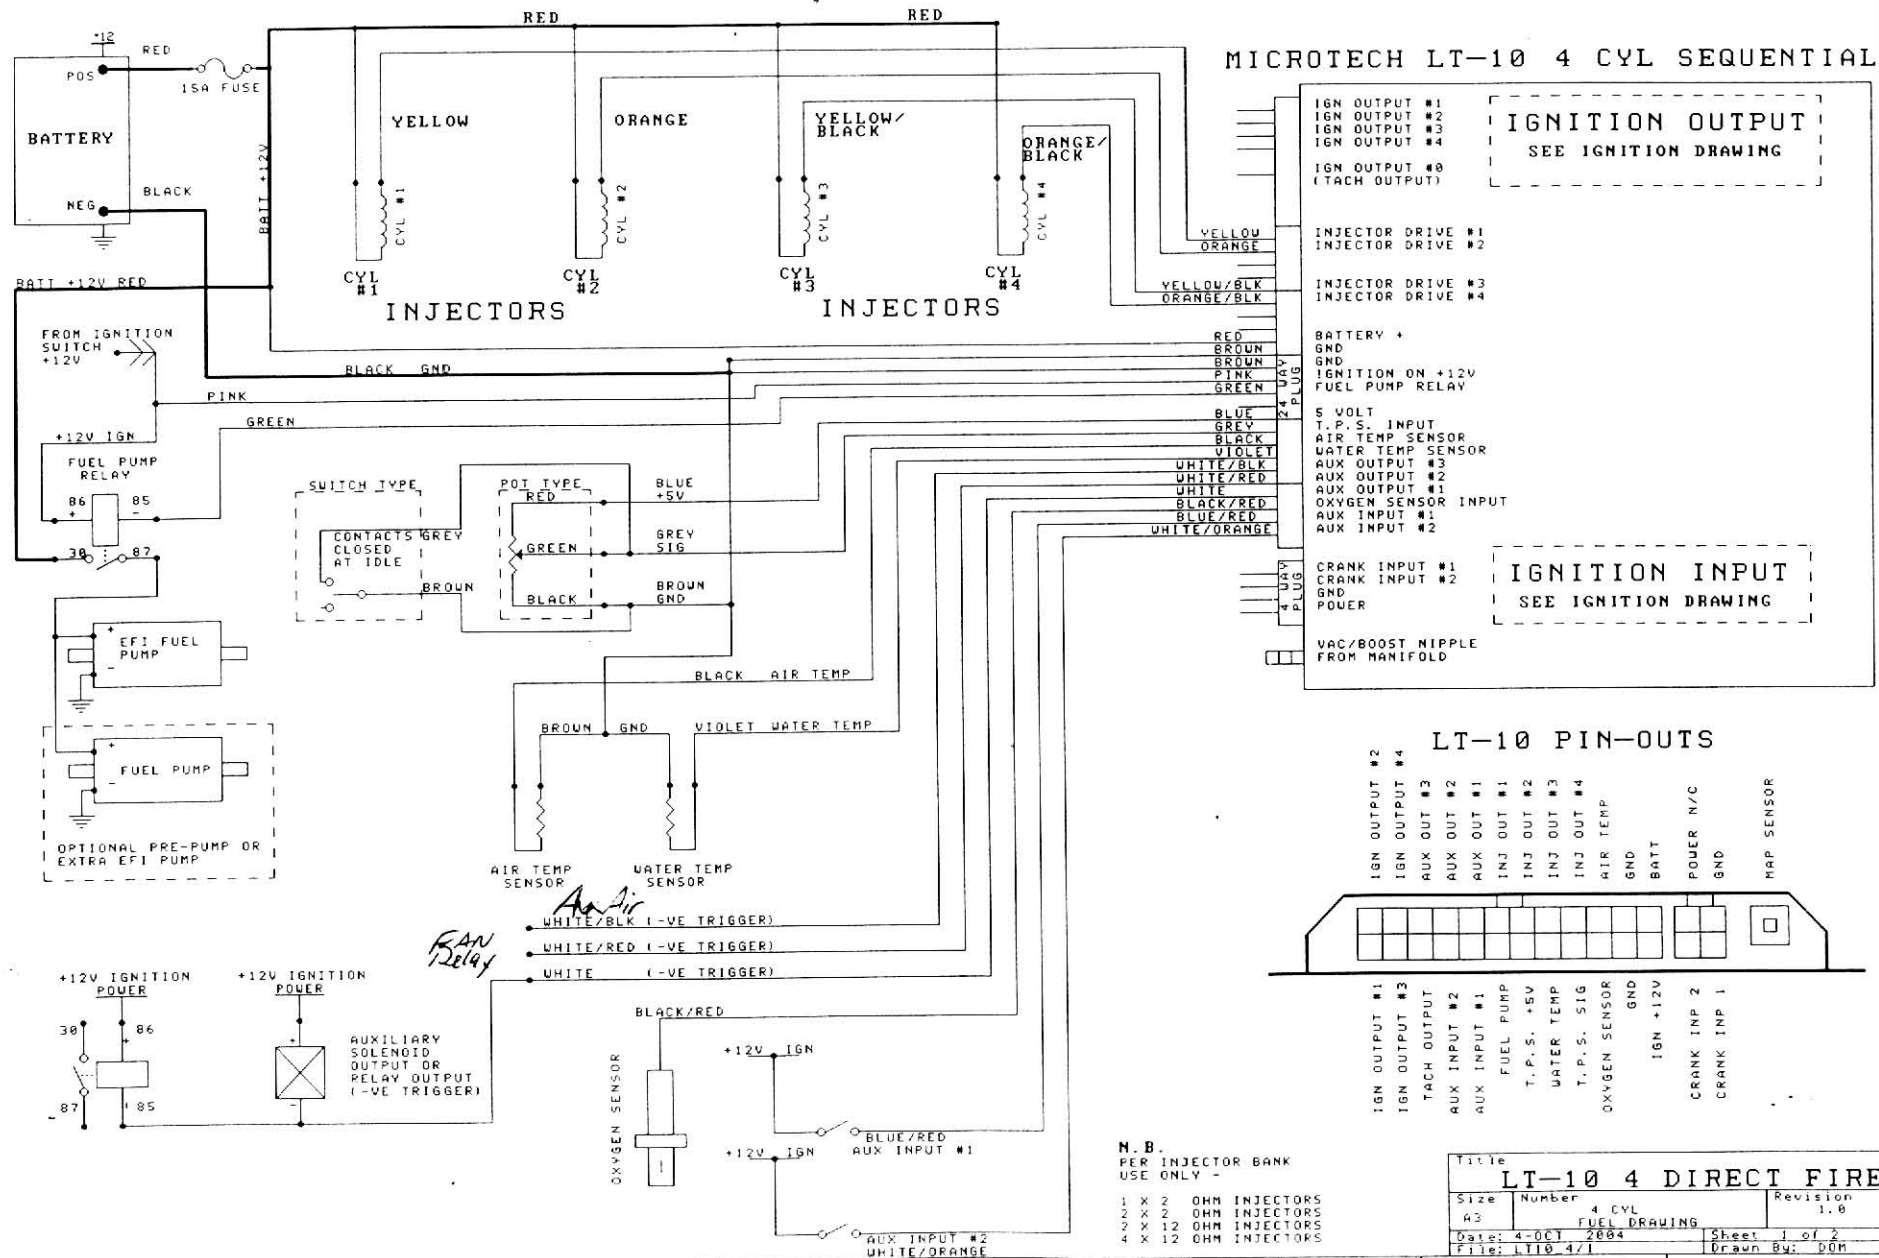 RED
RED
+12
POS
RED
15A FUSE
BATTERY
NEG
BLACK
BATT +12V
YELLOW
ORANGE
YELLOW/
BLACK
ORANGE/
BLACK
CYL #1
CYL #2
CYL #3
CYL #4
CYL
#1
CYL
#2
CYL
#3
CYL
#4
INJECTORS
INJECTORS
BATT +12V RED
FROM IGNITION
SWITCH
+12V
BLACK GND
PINK
GREEN
+12V IGN
FUEL PUMP
RELAY
86
+
85
-
30
87
EFI FUEL
PUMP
+
-
FUEL PUMP
+
-
OPTIONAL PRE-PUMP OR
EXTRA EFI PUMP
SWITCH TYPE
CONTACTS
CLOSED
AT IDLE
GREY
BROWN
POT TYPE
RED
GREEN
BLACK
BLUE
+5V
GREY
SIG
BROWN
GND
BLACK AIR TEMP
BROWN GND
VIOLET WATER TEMP
AIR TEMP
SENSOR
WATER TEMP
SENSOR
Air
WHITE/BLK (-VE TRIGGER)
FAN
Relay
WHITE/RED (-VE TRIGGER)
WHITE (-VE TRIGGER)
+12V IGNITION
POWER
+12V IGNITION
POWER
30
86
+
87
85
+
-
AUXILIARY
SOLENOID
OUTPUT OR
RELAY OUTPUT
(-VE TRIGGER)
BLACK/RED
OXYGEN SENSOR
+12V IGN
BLUE/RED
AUX INPUT #1
+12V IGN
AUX INPUT #2
WHITE/ORANGE
MICROTECH LT-10 4 CYL SEQUENTIAL
IGN OUTPUT #1
IGN OUTPUT #2
IGN OUTPUT #3
IGN OUTPUT #4
IGN OUTPUT #0
(TACH OUTPUT)
IGNITION OUTPUT
SEE IGNITION DRAWING
YELLOW INJECTOR DRIVE #1
ORANGE INJECTOR DRIVE #2
YELLOW/BLK INJECTOR DRIVE #3
ORANGE/BLK INJECTOR DRIVE #4
RED BATTERY +
BROWN GND
BROWN GND
PINK !GNITION ON +12V
GREEN FUEL PUMP RELAY
24 WAY
PLUG
BLUE 5 VOLT
GREY T.P.S. INPUT
BLACK AIR TEMP SENSOR
VIOLET WATER TEMP SENSOR
WHITE/BLK AUX OUTPUT #3
WHITE/RED AUX OUTPUT #2
WHITE AUX OUTPUT #1
BLACK/RED OXYGEN SENSOR INPUT
BLUE/RED AUX INPUT #1
WHITE/ORANGE AUX INPUT #2
4 WAY
PLUG
CRANK INPUT #1
CRANK INPUT #2
GND
POWER
IGNITION INPUT
SEE IGNITION DRAWING
VAC/BOOST NIPPLE
FROM MANIFOLD
LT-10 PIN-OUTS
IGN OUTPUT #2
IGN OUTPUT #4
AUX OUT #3
AUX OUT #2
AUX OUT #1
INJ OUT #1
INJ OUT #2
INJ OUT #3
INJ OUT #4
AIR TEMP
GND
BATT
POWER N/C
GND
MAP SENSOR
IGN OUTPUT #1
IGN OUTPUT #3
TACH OUTPUT
AUX INPUT #2
AUX INPUT #1
FUEL PUMP
T.P.S. +5V
WATER TEMP
T.P.S. SIG
OXYGEN SENSOR
GND
IGN +12V
CRANK INP 2
CRANK INP 1
N.B.
PER INJECTOR BANK
USE ONLY -
1 X 2 OHM INJECTORS
2 X 2 OHM INJECTORS
2 X 12 OHM INJECTORS
4 X 12 OHM INJECTORS
Title
LT-10 4 DIRECT FIRE
Size
A3
Number
4 CYL
FUEL DRAWING
Revision
1.0
Date: 4-OCT 2004
Sheet 1 of 2
File: LT10_4/1
Drawn By: DOM